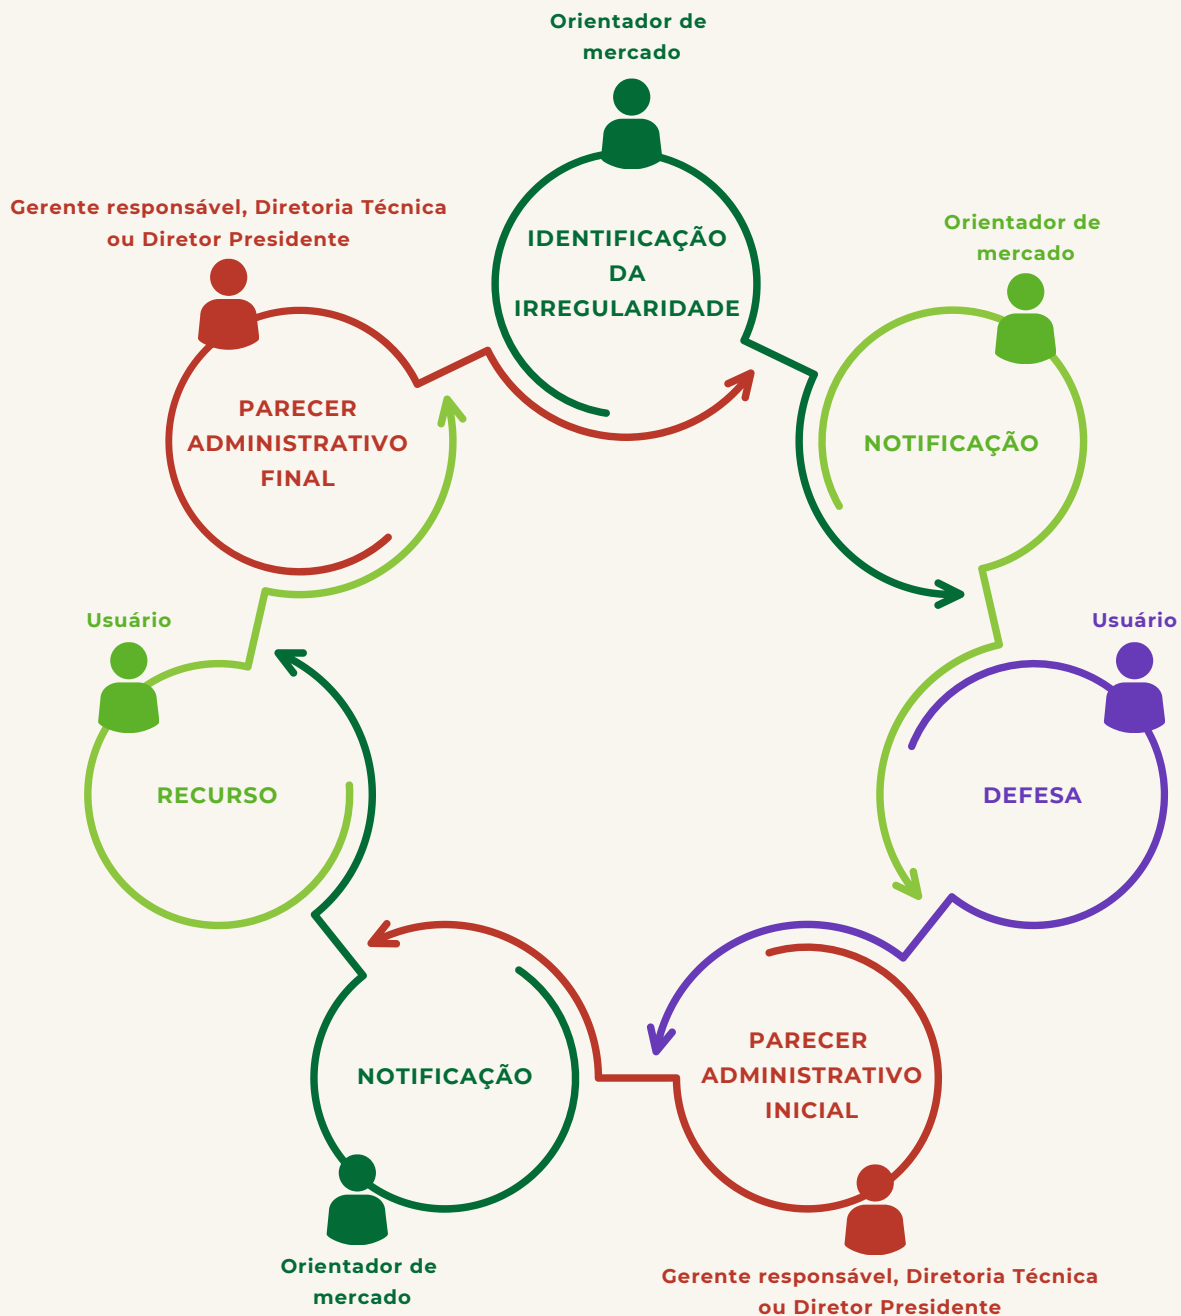 Orientador de
mercado
IDENTIFICAÇÃO
DA
IRREGULARIDADE
Orientador de
mercado
NOTIFICAÇÃO
Usuário
DEFESA
PARECER
ADMINISTRATIVO
INICIAL
Gerente responsável, Diretoria Técnica
ou Diretor Presidente
NOTIFICAÇÃO
Orientador de
mercado
Usuário
RECURSO
Gerente responsável, Diretoria Técnica
ou Diretor Presidente
PARECER
ADMINISTRATIVO
FINAL